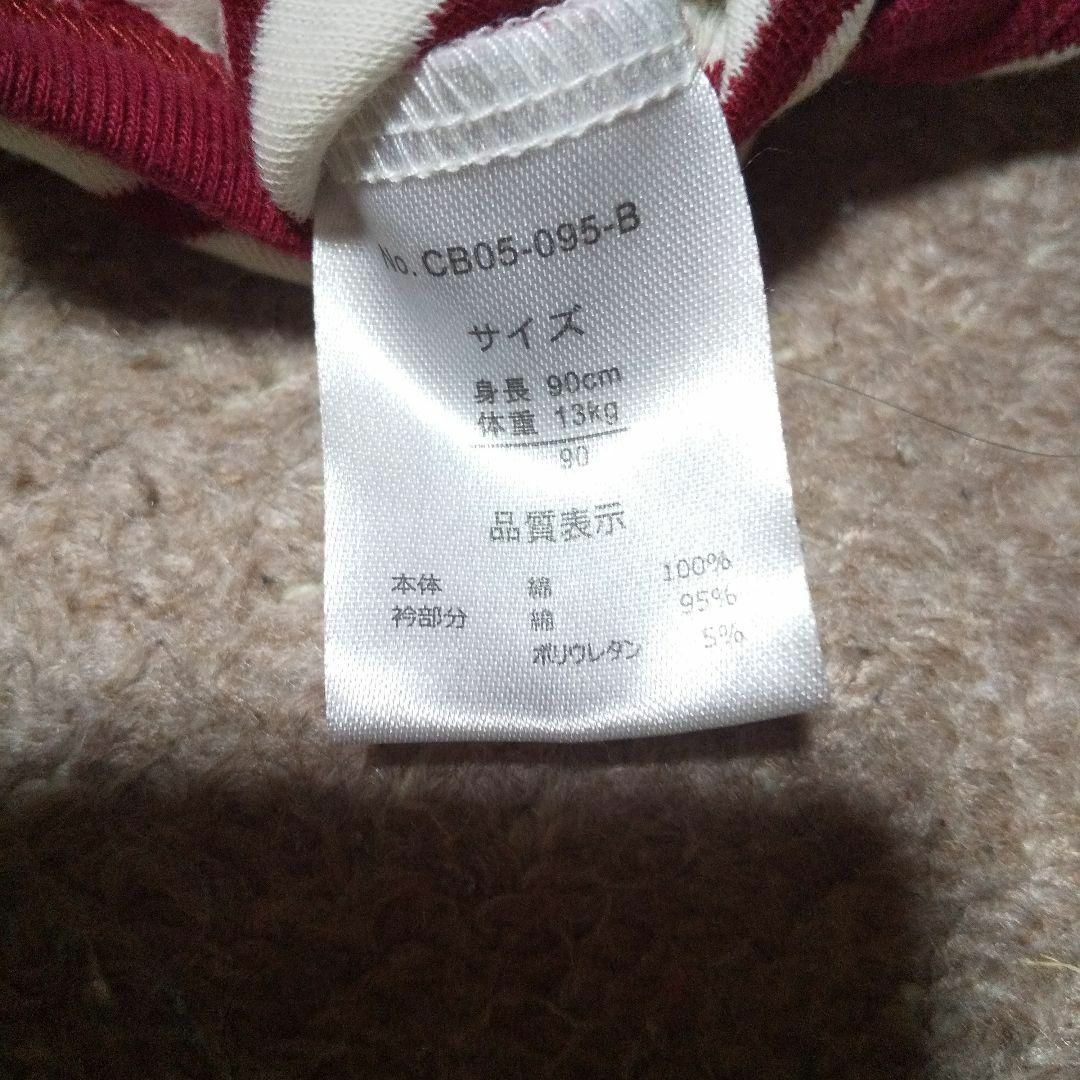 No. CB05-095-B
サイズ
身長 90cm
体重 13kg
90
品質表示
本体 綿 100%
衿部分 綿 95%
ポリウレタン 5%